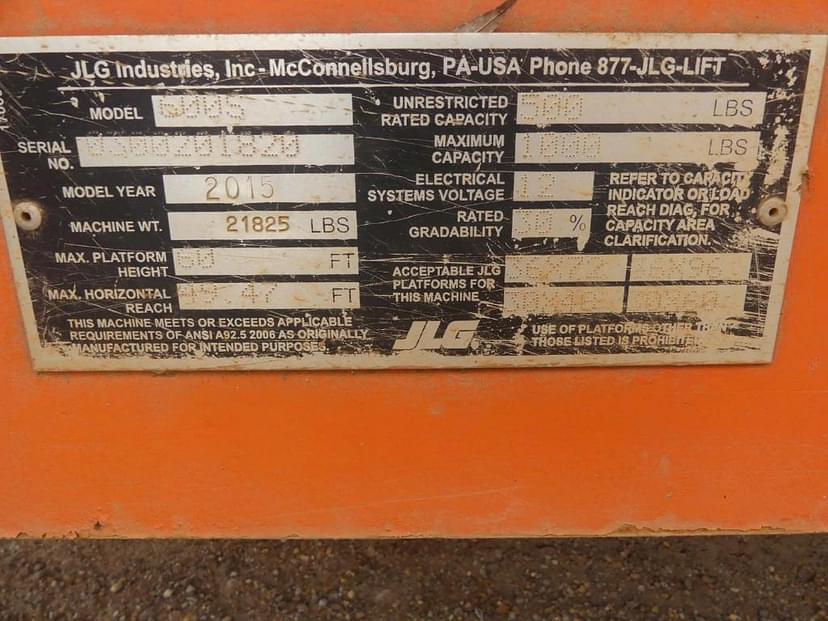 JLG Industries, Inc - McConnellsburg, PA-USA Phone 877-JLG-LIFT
MODEL 600S
SERIAL NO. 0300201820
MODEL YEAR 2015
MACHINE WT. 21825 LBS
MAX. PLATFORM HEIGHT 60 FT
MAX. HORIZONTAL REACH 49.47 FT
THIS MACHINE MEETS OR EXCEEDS APPLICABLE
REQUIREMENTS OF ANSI A92.5 2006 AS ORIGINALLY
MANUFACTURED FOR INTENDED PURPOSES
UNRESTRICTED RATED CAPACITY 500 LBS
MAXIMUM CAPACITY 1000 LBS
ELECTRICAL SYSTEMS VOLTAGE 12
RATED GRADABILITY 30 %
REFER TO CAPACITY
INDICATOR OR LOAD
REACH DIAG. FOR
CAPACITY AREA
CLARIFICATION.
ACCEPTABLE JLG
PLATFORMS FOR
THIS MACHINE
JLG
USE OF PLATFORMS OTHER THAN
THOSE LISTED IS PROHIBITED